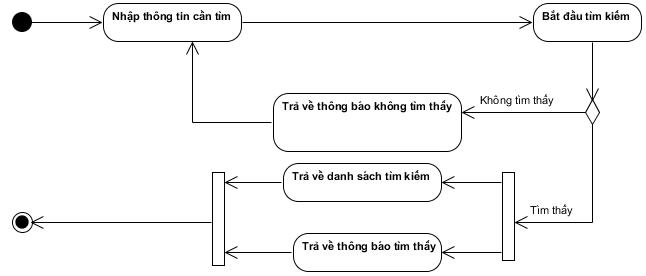 Nhập thông tin cần tìm
Bắt đầu tìm kiếm
Trả về thông báo không tìm thấy
Không tìm thấy
Trả về danh sách tìm kiếm
Tìm thấy
Trả về thông báo tìm thấy